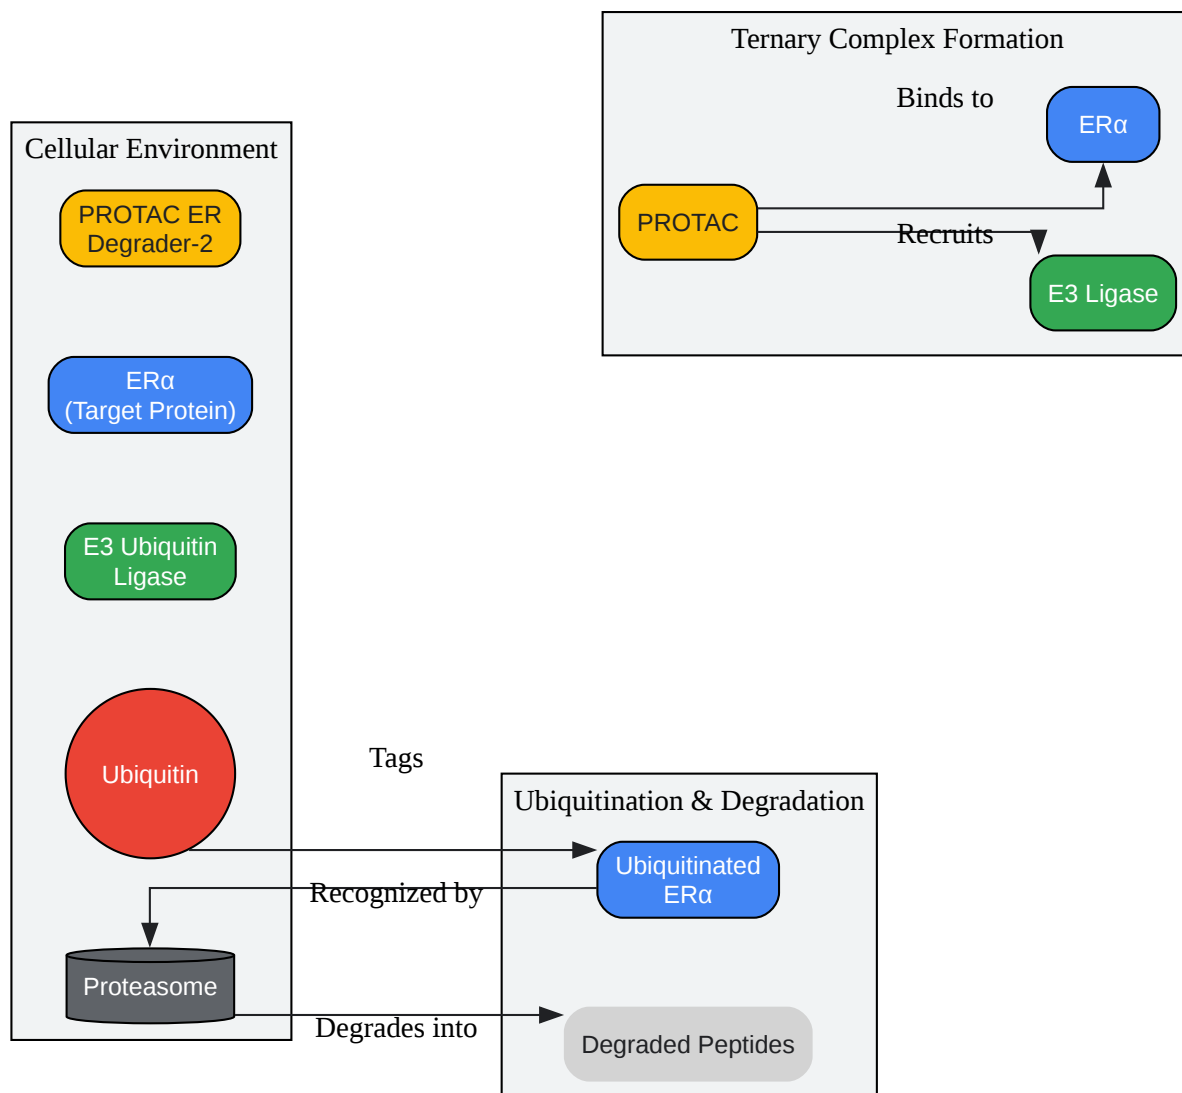 Ternary Complex Formation
Binds to
ERα
PROTAC
Recruits
E3 Ligase
Cellular Environment
PROTAC ER
Degrader-2
ERα
(Target Protein)
E3 Ubiquitin
Ligase
Ubiquitin
Tags
Ubiquitination & Degradation
Ubiquitinated
ERα
Recognized by
Proteasome
Degrades into
Degraded Peptides